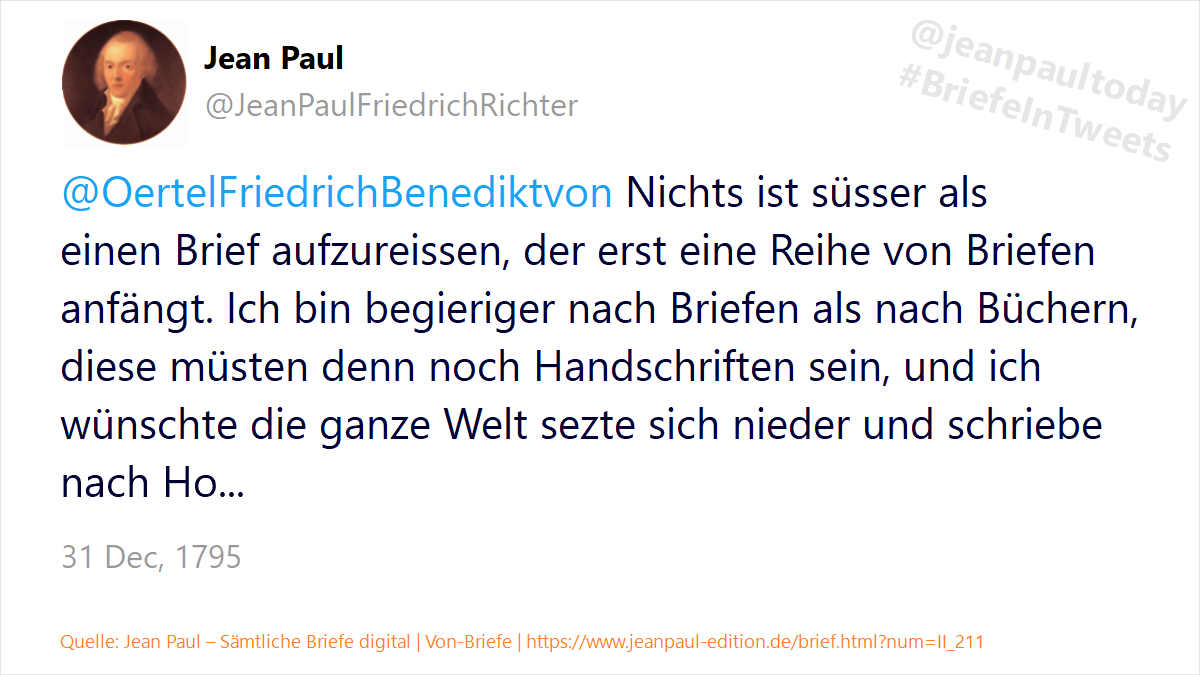 Jean Paul
@JeanPaulFriedrichRichter
@jeanpaultoday
#BriefeInTweets
@OertelFriedrichBenediktvon Nichts ist süsser als
einen Brief aufzureissen, der erst eine Reihe von Briefen
anfängt. Ich bin begieriger nach Briefen als nach Büchern,
diese müsten denn noch Handschriften sein, und ich
wünschte die ganze Welt sezte sich nieder und schriebe
nach Ho...
31 Dec, 1795
Quelle: Jean Paul – Sämtliche Briefe digital | Von-Briefe | https://www.jeanpaul-edition.de/brief.html?num=II_211